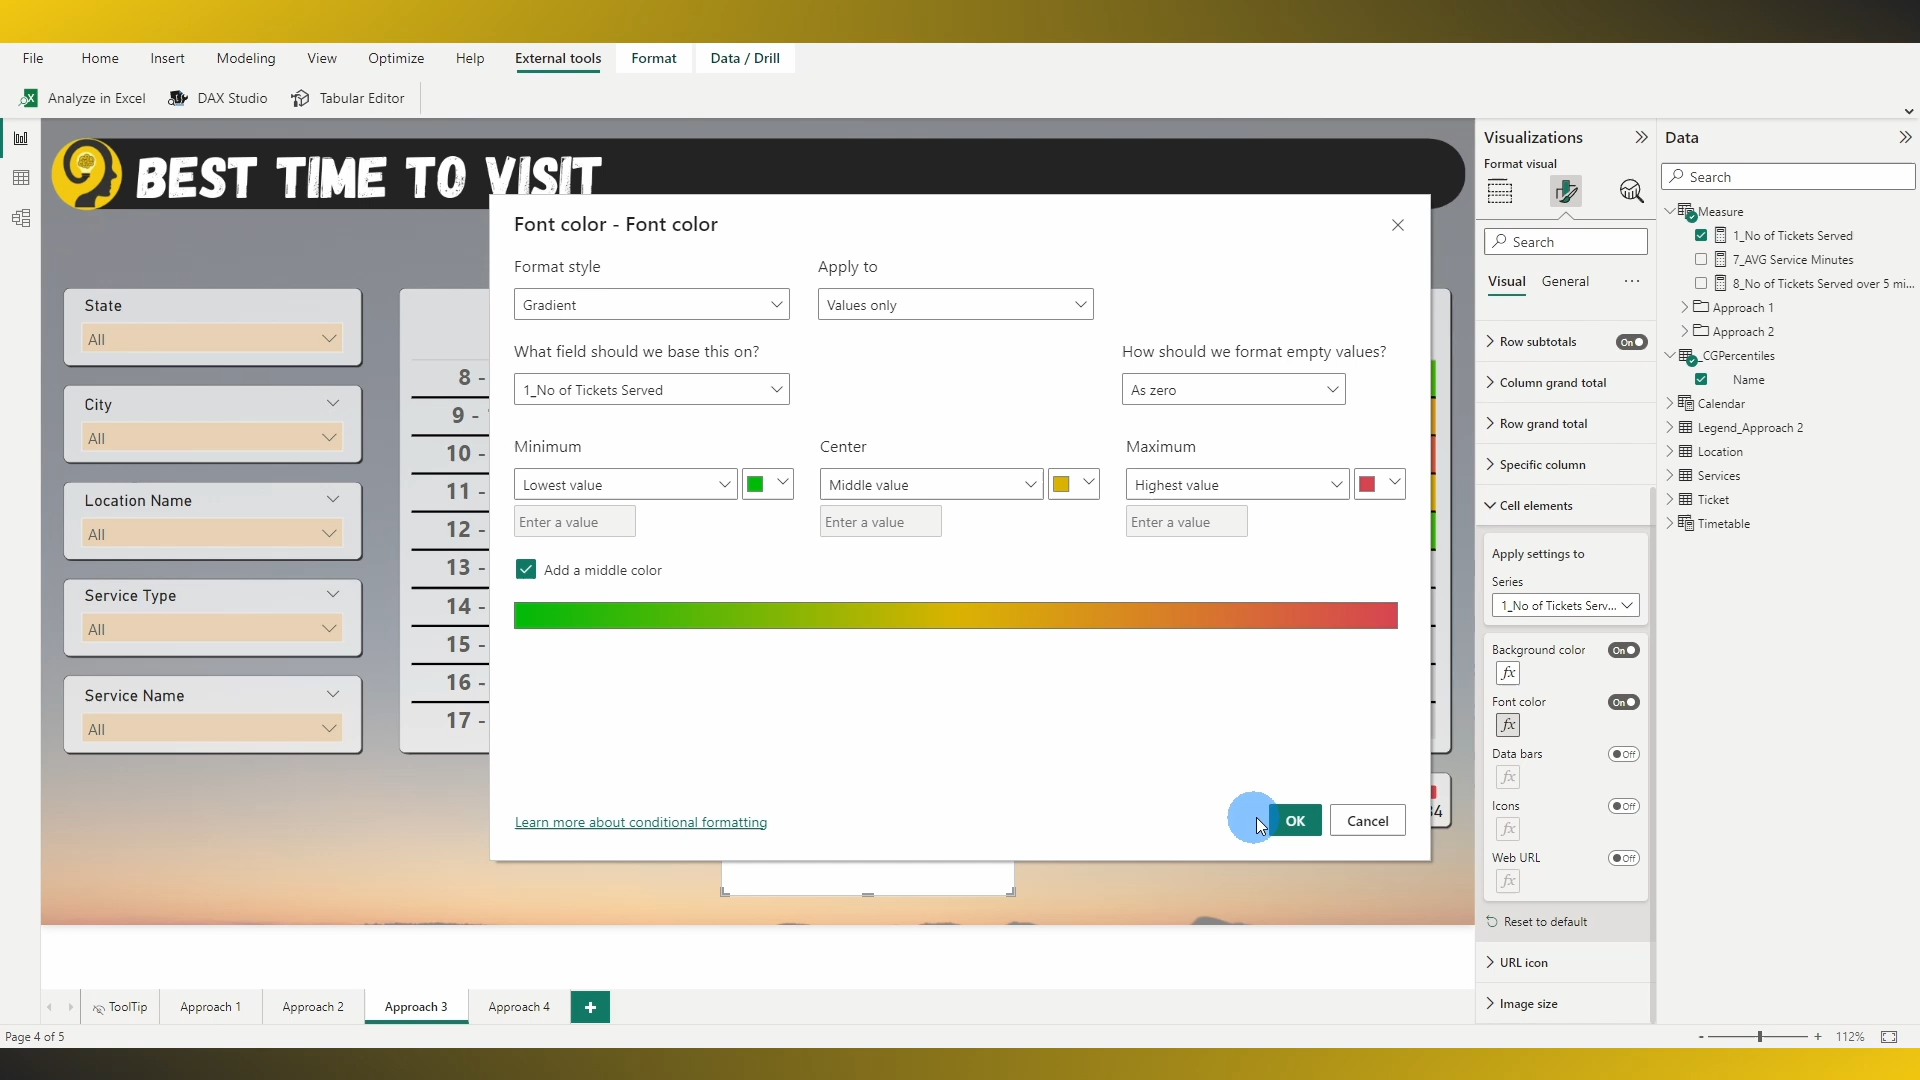 File Home Insert Modeling View Optimize Help External tools Format Data / Drill
Analyze in Excel DAX Studio Tabular Editor
BEST TIME TO VISIT
State
All
City
All
Location Name
All
Service Type
All
Service Name
All
8 -
9 -
10 -
11 -
12 -
13 -
14 -
15 -
16 -
17 -
Font color - Font color
Format style
Gradient
Apply to
Values only
What field should we base this on?
1_No of Tickets Served
How should we format empty values?
As zero
Minimum
Lowest value
Enter a value
Center
Middle value
Enter a value
Maximum
Highest value
Enter a value
Add a middle color
Learn more about conditional formatting
OK
Cancel
Visualizations
Format visual
Search
Visual General ...
Row subtotals On
Column grand total
Row grand total
Specific column
Cell elements
Apply settings to
Series
1_No of Tickets Serv...
Background color On
fx
Font color On
fx
Data bars Off
fx
Icons Off
fx
Web URL Off
fx
Reset to default
URL icon
Image size
Data
Search
Measure
1_No of Tickets Served
7_AVG Service Minutes
8_No of Tickets Served over 5 mi...
Approach 1
Approach 2
_CGPercentiles
Name
Calendar
Legend_Approach 2
Location
Services
Ticket
Timetable
ToolTip Approach 1 Approach 2 Approach 3 Approach 4 +
Page 4 of 5
- + 112%